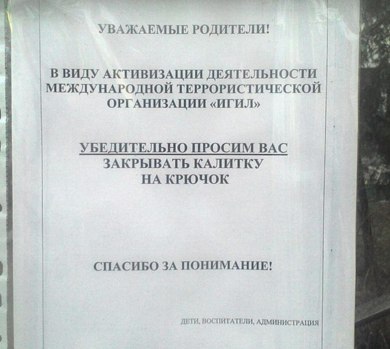 УВАЖАЕМЫЕ РОДИТЕЛИ!
В ВИДУ АКТИВИЗАЦИИ ДЕЯТЕЛЬНОСТИ
МЕЖДУНАРОДНОЙ ТЕРРОРИСТИЧЕСКОЙ
ОРГАНИЗАЦИИ «ИГИЛ»
УБЕДИТЕЛЬНО ПРОСИМ ВАС
ЗАКРЫВАТЬ КАЛИТКУ
НА КРЮЧОК
СПАСИБО ЗА ПОНИМАНИЕ!
ДЕТИ, ВОСПИТАТЕЛИ, АДМИНИСТРАЦИЯ